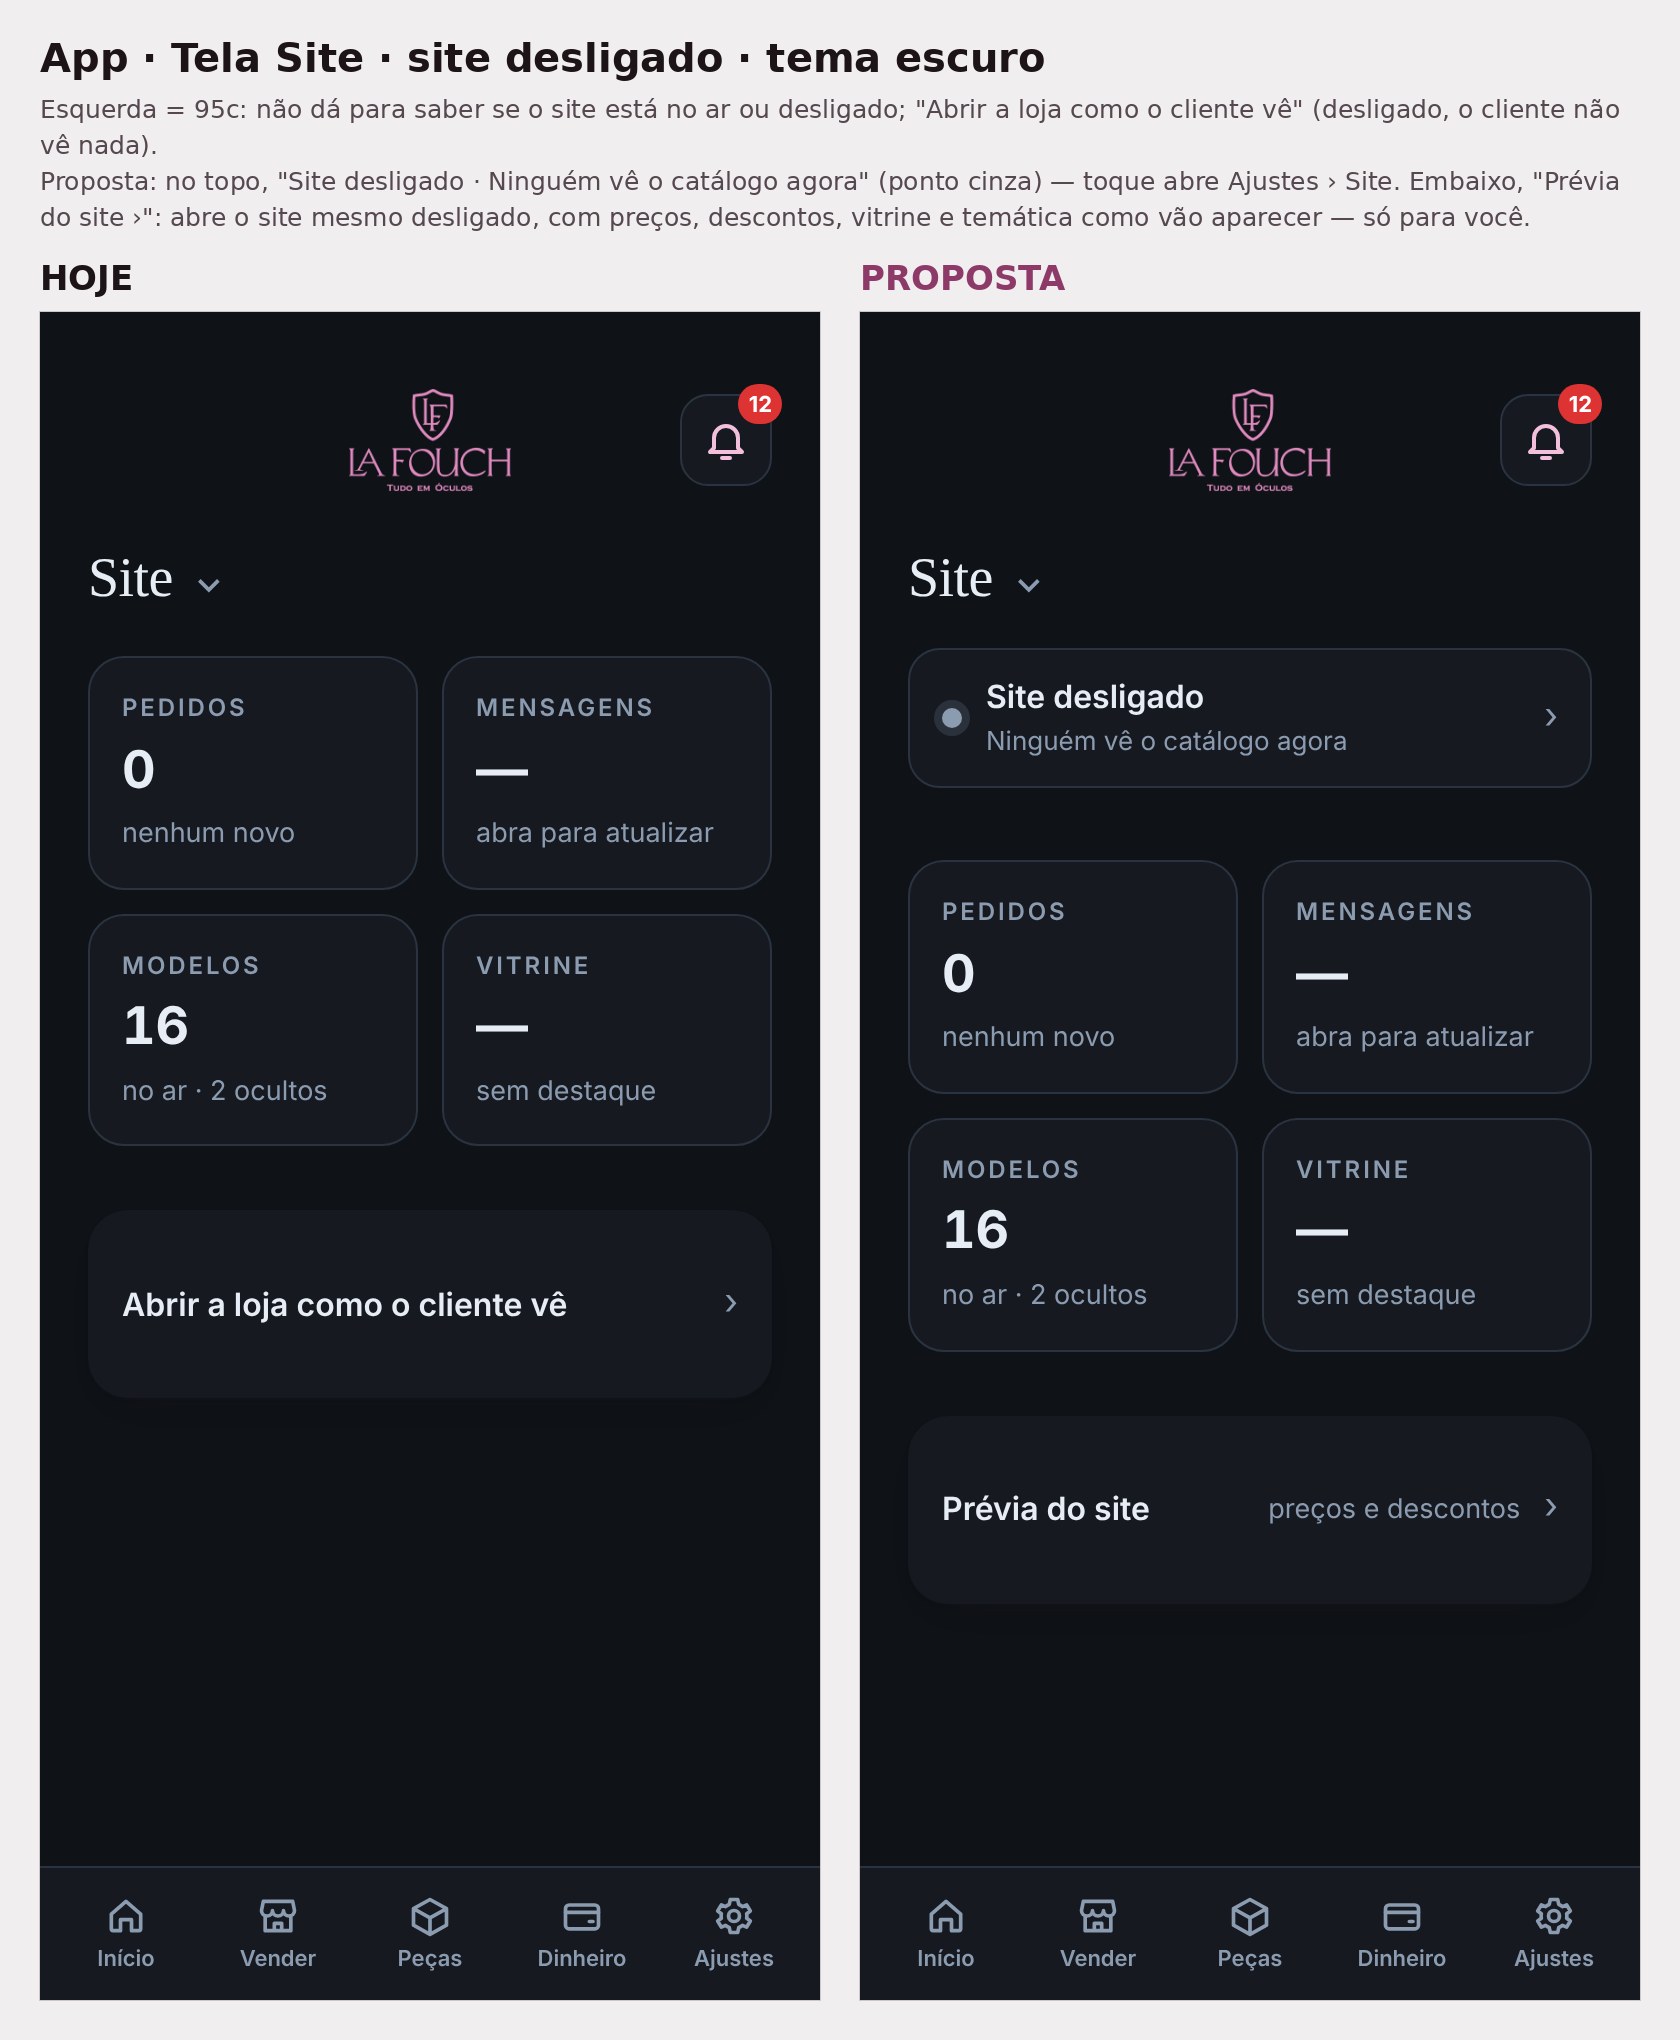 App · Tela Site · site desligado · tema escuro
Esquerda = 95c: não dá para saber se o site está no ar ou desligado; "Abrir a loja como o cliente vê" (desligado, o cliente não
vê nada).
Proposta: no topo, "Site desligado · Ninguém vê o catálogo agora" (ponto cinza) — toque abre Ajustes › Site. Embaixo, "Prévia
do site ›": abre o site mesmo desligado, com preços, descontos, vitrine e temática como vão aparecer — só para você.
HOJE
LF
LA FOUCH
TUDO EM ÓCULOS
12
Site
PEDIDOS
0
nenhum novo
MENSAGENS
—
abra para atualizar
MODELOS
16
no ar · 2 ocultos
VITRINE
—
sem destaque
Abrir a loja como o cliente vê ›
Início
Vender
Peças
Dinheiro
Ajustes
PROPOSTA
LF
LA FOUCH
TUDO EM ÓCULOS
12
Site
Site desligado
Ninguém vê o catálogo agora ›
PEDIDOS
0
nenhum novo
MENSAGENS
—
abra para atualizar
MODELOS
16
no ar · 2 ocultos
VITRINE
—
sem destaque
Prévia do site preços e descontos ›
Início
Vender
Peças
Dinheiro
Ajustes